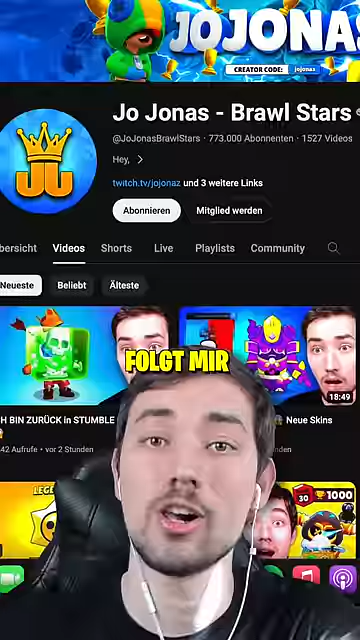 JOJONAS
CREATOR CODE: jojonaz
Jo Jonas - Brawl Stars
@JoJonasBrawlStars · 773.000 Abonnenten · 1527 Videos
Hey,
twitch.tv/jojonaz und 3 weitere Links
Abonnieren
Mitglied werden
bersicht
Videos
Shorts
Live
Playlists
Community
Neueste
Beliebt
Älteste
18:49
FOLGT MIR
H BIN ZURÜCK in STUMBLE
Neue Skins
42 Aufrufe · vor 2 Stunden
LEGE
30
1000